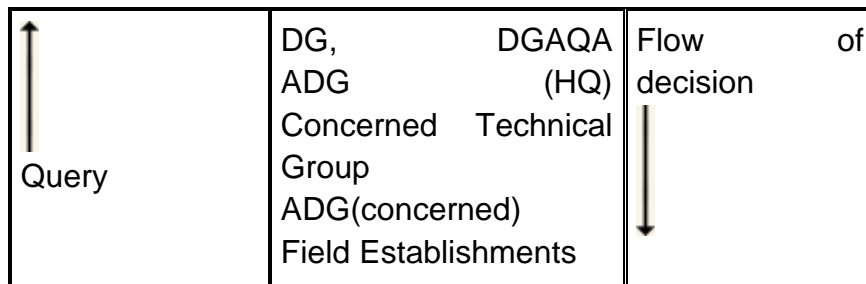 Query
DG, DGAQA
ADG (HQ)
Concerned Technical
Group
ADG(concerned)
Field Establishments
Flow of
decision